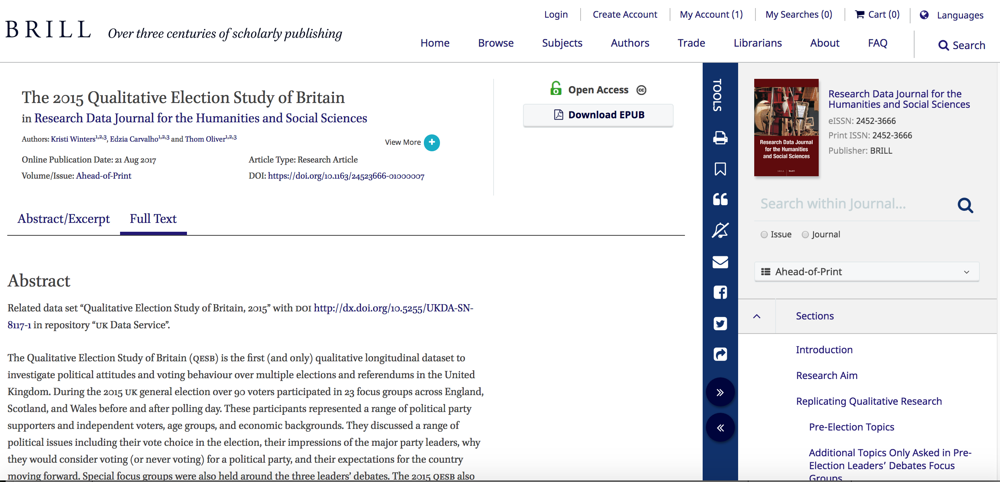 Login
Create Account
My Account (1)
My Searches (0)
Cart (0)
Languages
BRILL
Over three centuries of scholarly publishing
Home
Browse
Subjects
Authors
Trade
Librarians
About
FAQ
Search
The 2015 Qualitative Election Study of Britain
in Research Data Journal for the Humanities and Social Sciences
Authors: Kristi Winters1,2,3, Edzia Carvalho1,2,3 and Thom Oliver1,2,3
View More
Online Publication Date: 21 Aug 2017
Article Type: Research Article
Volume/Issue: Ahead-of-Print
DOI: https://doi.org/10.1163/24523666-01000007
Open Access
cc
Download EPUB
Abstract/Excerpt
Full Text
Abstract
Related data set “Qualitative Election Study of Britain, 2015” with DOI http://dx.doi.org/10.5255/UKDA-SN-
8117-1 in repository “UK Data Service”.
The Qualitative Election Study of Britain (QESB) is the first (and only) qualitative longitudinal dataset to
investigate political attitudes and voting behaviour over multiple elections and referendums in the United
Kingdom. During the 2015 UK general election over 90 voters participated in 23 focus groups across England,
Scotland, and Wales before and after polling day. These participants represented a range of political party
supporters and independent voters, age groups, and economic backgrounds. They discussed a range of
political issues including their vote choice in the election, their impressions of the major party leaders, why
they would consider voting (or never voting) for a political party, and their expectations for the country
moving forward. Special focus groups were also held around the three leaders’ debates. The 2015 QESB also
TOOLS
Research Data Journal
for the Humanities
and Social Sciences
BRILL | DANS
Research Data Journal for the
Humanities and Social Sciences
eISSN: 2452-3666
Print ISSN: 2452-3666
Publisher: BRILL
Search within Journal...
Issue
Journal
Ahead-of-Print
Sections
Introduction
Research Aim
Replicating Qualitative Research
Pre-Election Topics
Additional Topics Only Asked in Pre-
Election Leaders’ Debates Focus
Groups